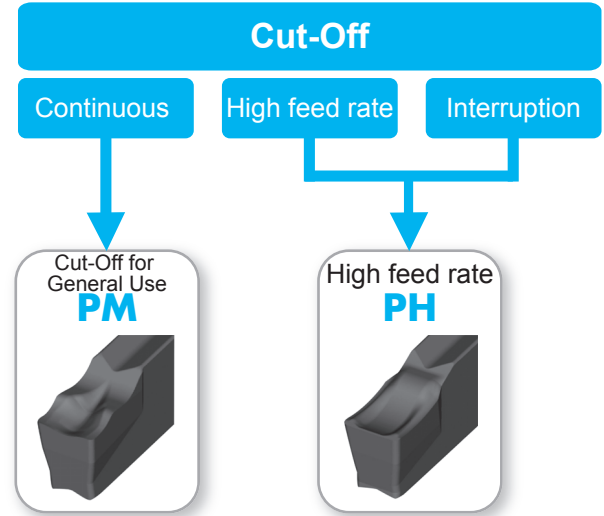 Cut-Off
Continuous
High feed rate
Interruption
Cut-Off for
General Use
PM
High feed rate
PH